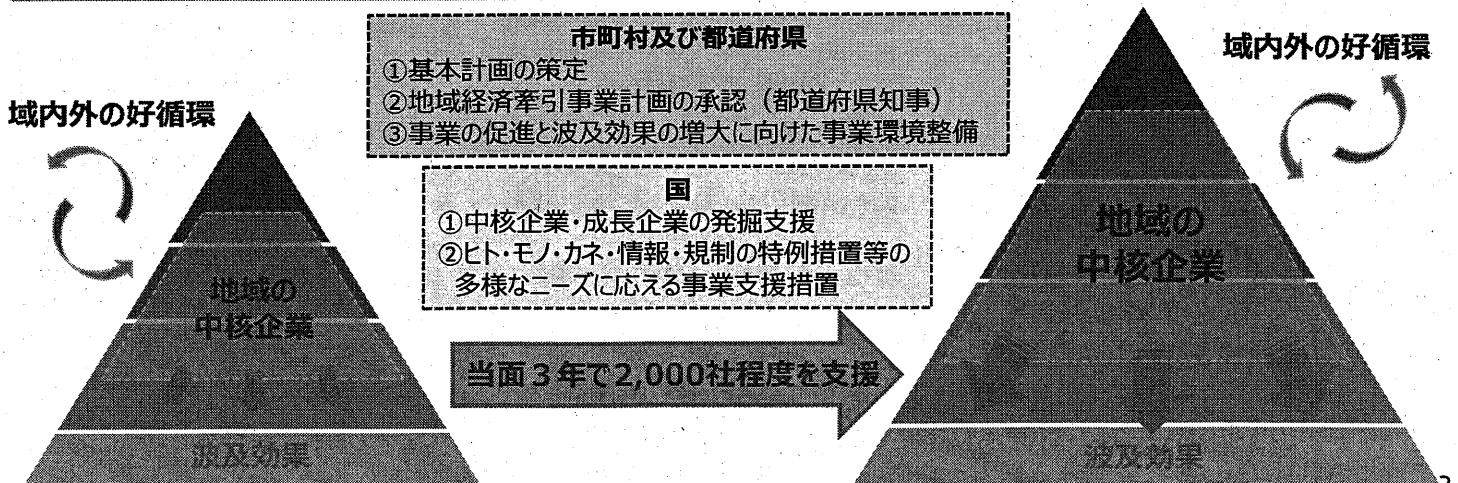 市町村及び都道府県
①基本計画の策定
②地域経済牽引事業計画の承認（都道府県知事）
③事業の促進と波及効果の増大に向けた事業環境整備
域内外の好循環
域内外の好循環
国
①中核企業・成長企業の発掘支援
②ヒト・モノ・カネ・情報・規制の特例措置等の
多様なニーズに応える事業支援措置
地域の
中核企業
地域の
中核企業
当面３年で2,000社程度を支援
波及効果
波及効果